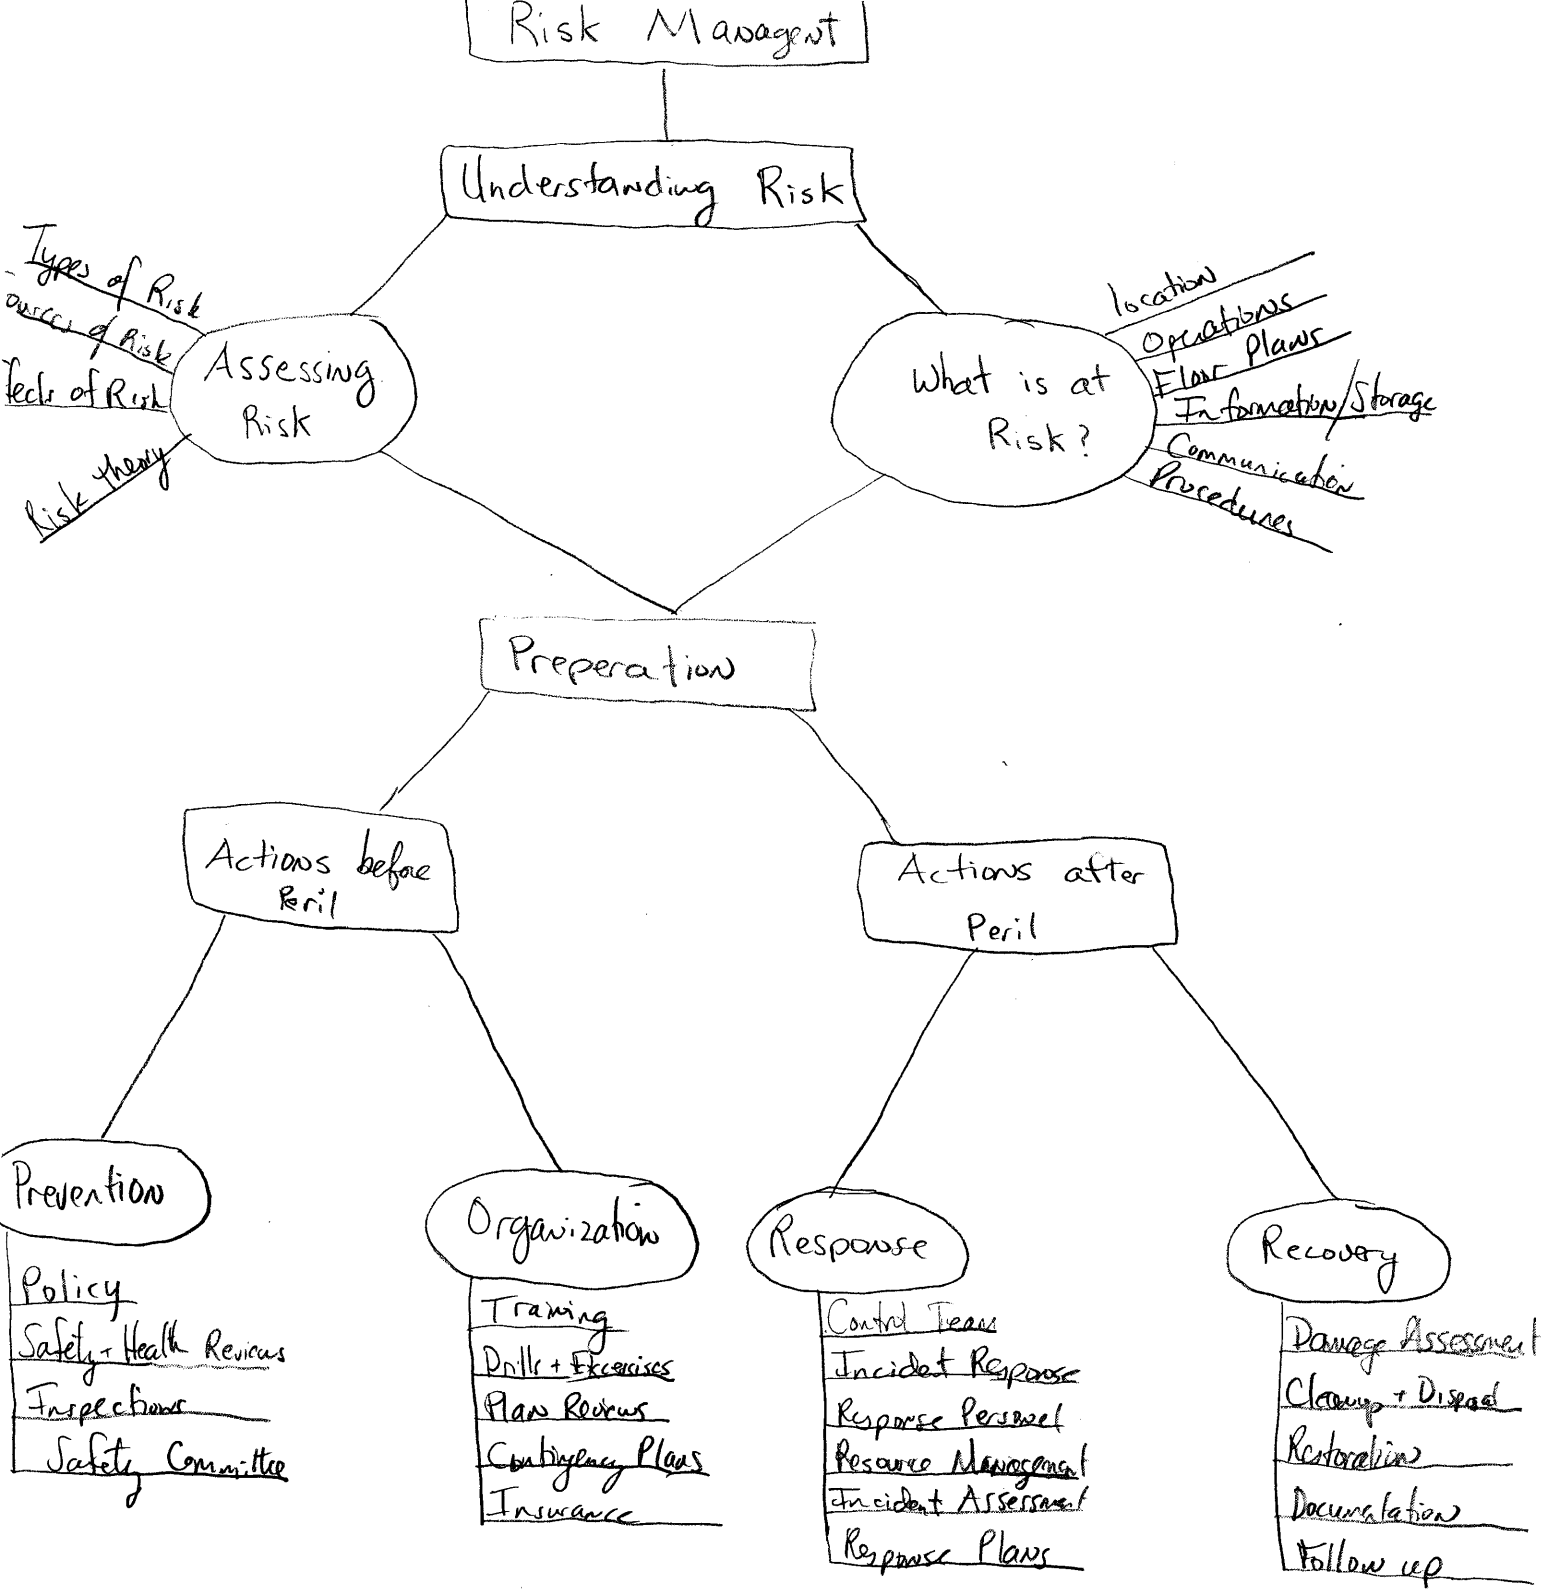 Risk Managent
Understanding Risk
Types of Risk
ources of Risk
fects of Risk
Risk theory
Assessing
Risk
What is at
Risk?
location
Operations
Floor Plans
Information/Storage
Communication
Procedures
Preperation
Actions before
Peril
Actions after
Peril
Prevention
Policy
Safety + Health Reviews
Inspections
Safety Committee
Organization
Training
Drills + Excercises
Plan Reviews
Contingency Plans
Insurance
Response
Control Team
Incident Response
Response Personel
Resource Management
Incident Assessment
Response Plans
Recovery
Damage Assessment
Cleanup + Disposal
Restoration
Documentation
Follow up